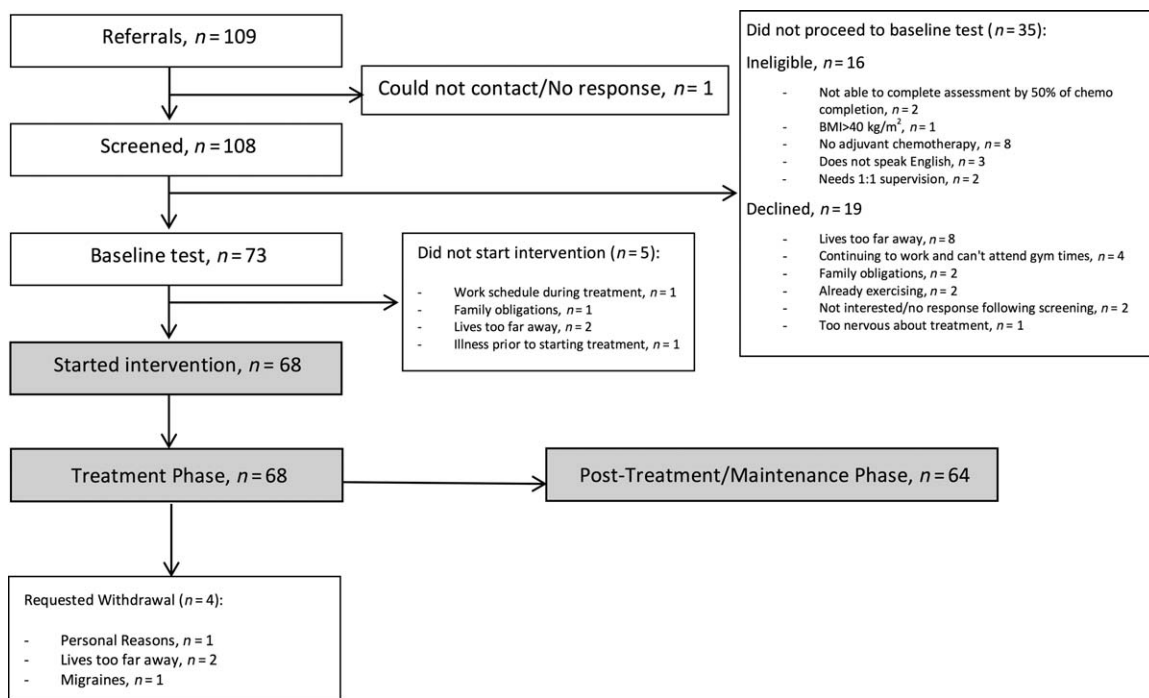 Referrals, n = 109
Could not contact/No response, n = 1
Screened, n = 108
Did not proceed to baseline test (n = 35):
Ineligible, n = 16
- Not able to complete assessment by 50% of chemo
completion, n = 2
- BMI>40 kg/m², n = 1
- No adjuvant chemotherapy, n = 8
- Does not speak English, n = 3
- Needs 1:1 supervision, n = 2
Declined, n = 19
- Lives too far away, n = 8
- Continuing to work and can't attend gym times, n = 4
- Family obligations, n = 2
- Already exercising, n = 2
- Not interested/no response following screening, n = 2
- Too nervous about treatment, n = 1
Baseline test, n = 73
Did not start intervention (n = 5):
- Work schedule during treatment, n = 1
- Family obligations, n = 1
- Lives too far away, n = 2
- Illness prior to starting treatment, n = 1
Started intervention, n = 68
Treatment Phase, n = 68
Post-Treatment/Maintenance Phase, n = 64
Requested Withdrawal (n = 4):
- Personal Reasons, n = 1
- Lives too far away, n = 2
- Migraines, n = 1